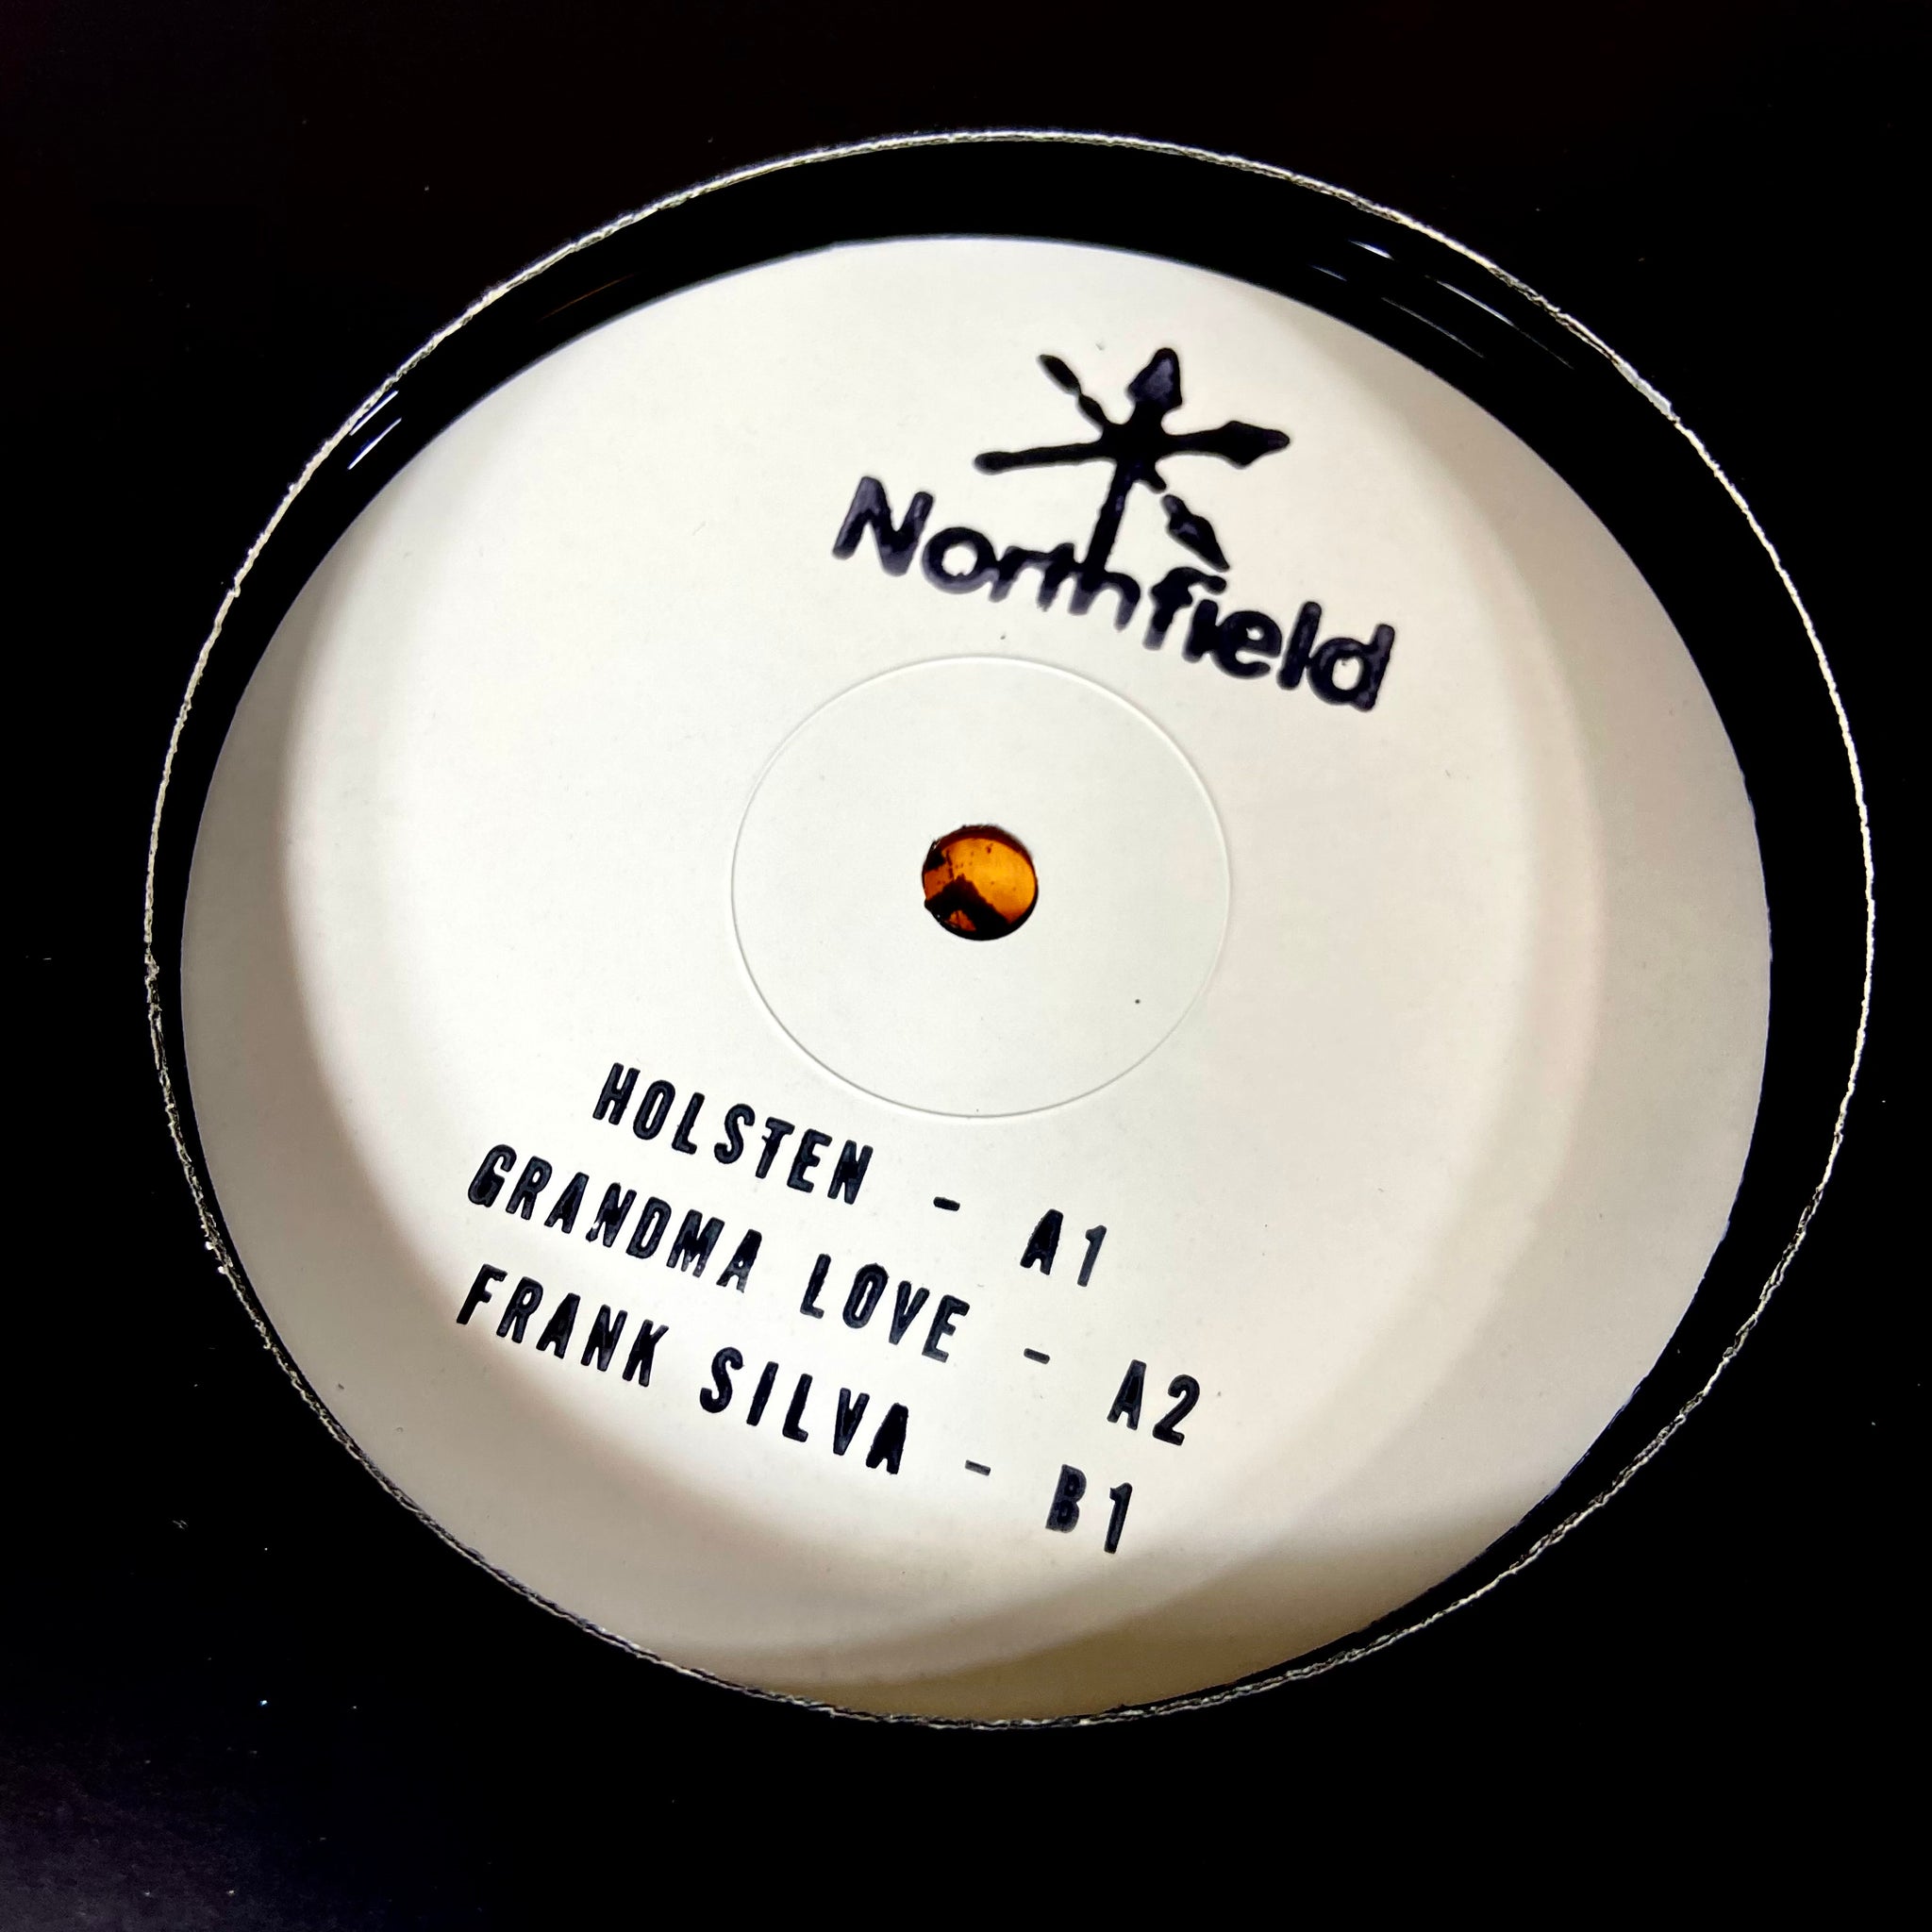 Northfield
HOLSTEN - A1
GRANDMA LOVE - A2
FRANK SILVA - B1